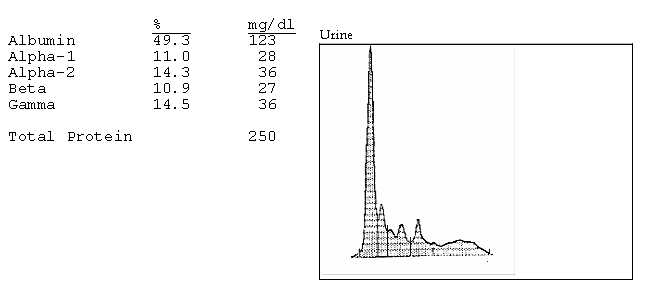 % mg/dl
Albumin 49.3 123
Alpha-1 11.0 28
Alpha-2 14.3 36
Beta 10.9 27
Gamma 14.5 36
Total Protein 250
Urine